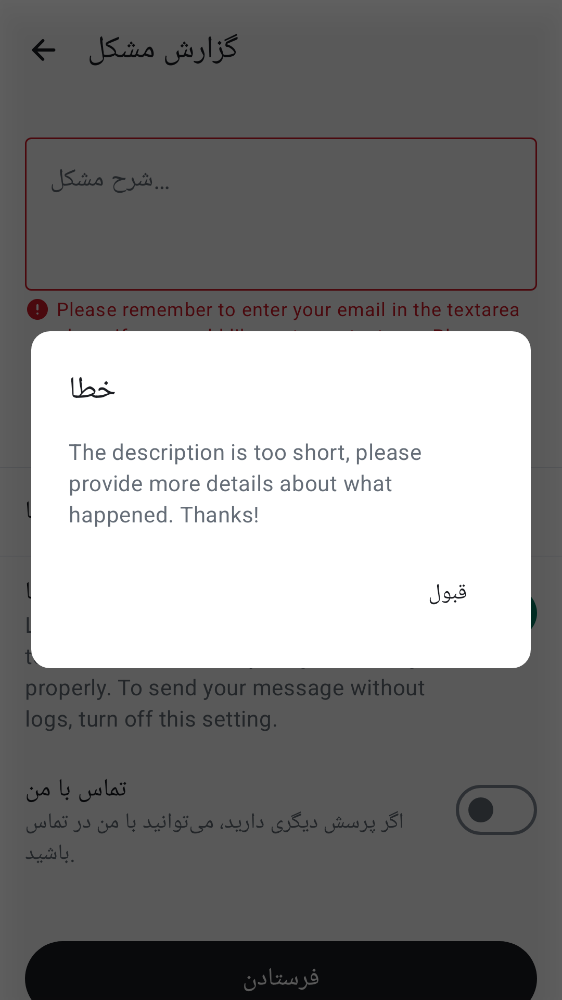 گزارش مشکل
شرح مشکل...
Please remember to enter your email in the textarea
خطا
The description is too short, please
provide more details about what
happened. Thanks!
قبول
properly. To send your message without
logs, turn off this setting.
تماس با من
اگر پرسش دیگری دارید، می‌توانید با من در تماس
باشید.
فرستادن